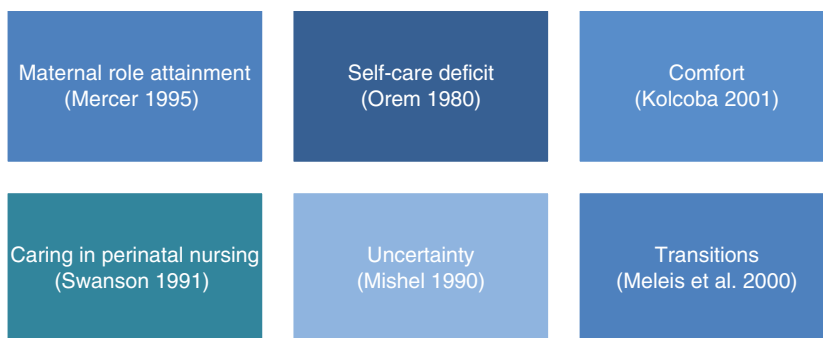 Maternal role attainment
(Mercer 1995)
Self-care deficit
(Orem 1980)
Comfort
(Kolcoba 2001)
Caring in perinatal nursing
(Swanson 1991)
Uncertainty
(Mishel 1990)
Transitions
(Meleis et al. 2000)